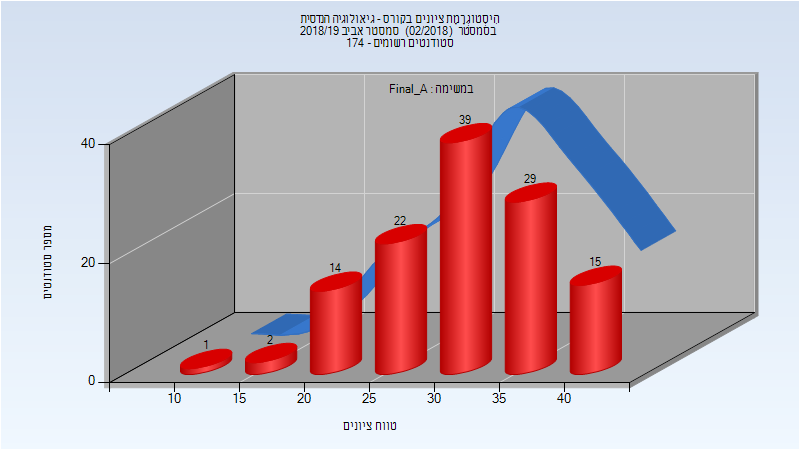 היסטוגרמת ציונים בקורס - גיאולוגיה הנדסית
בסמסטר (02/2018) סמסטר אביב 2018/19
סטודנטים רשומים - 174
במשימה : Final_A
39
29
22
15
14
2
1
40
20
0
10 15 20 25 30 35 40
מספר סטודנטים
טווח ציונים